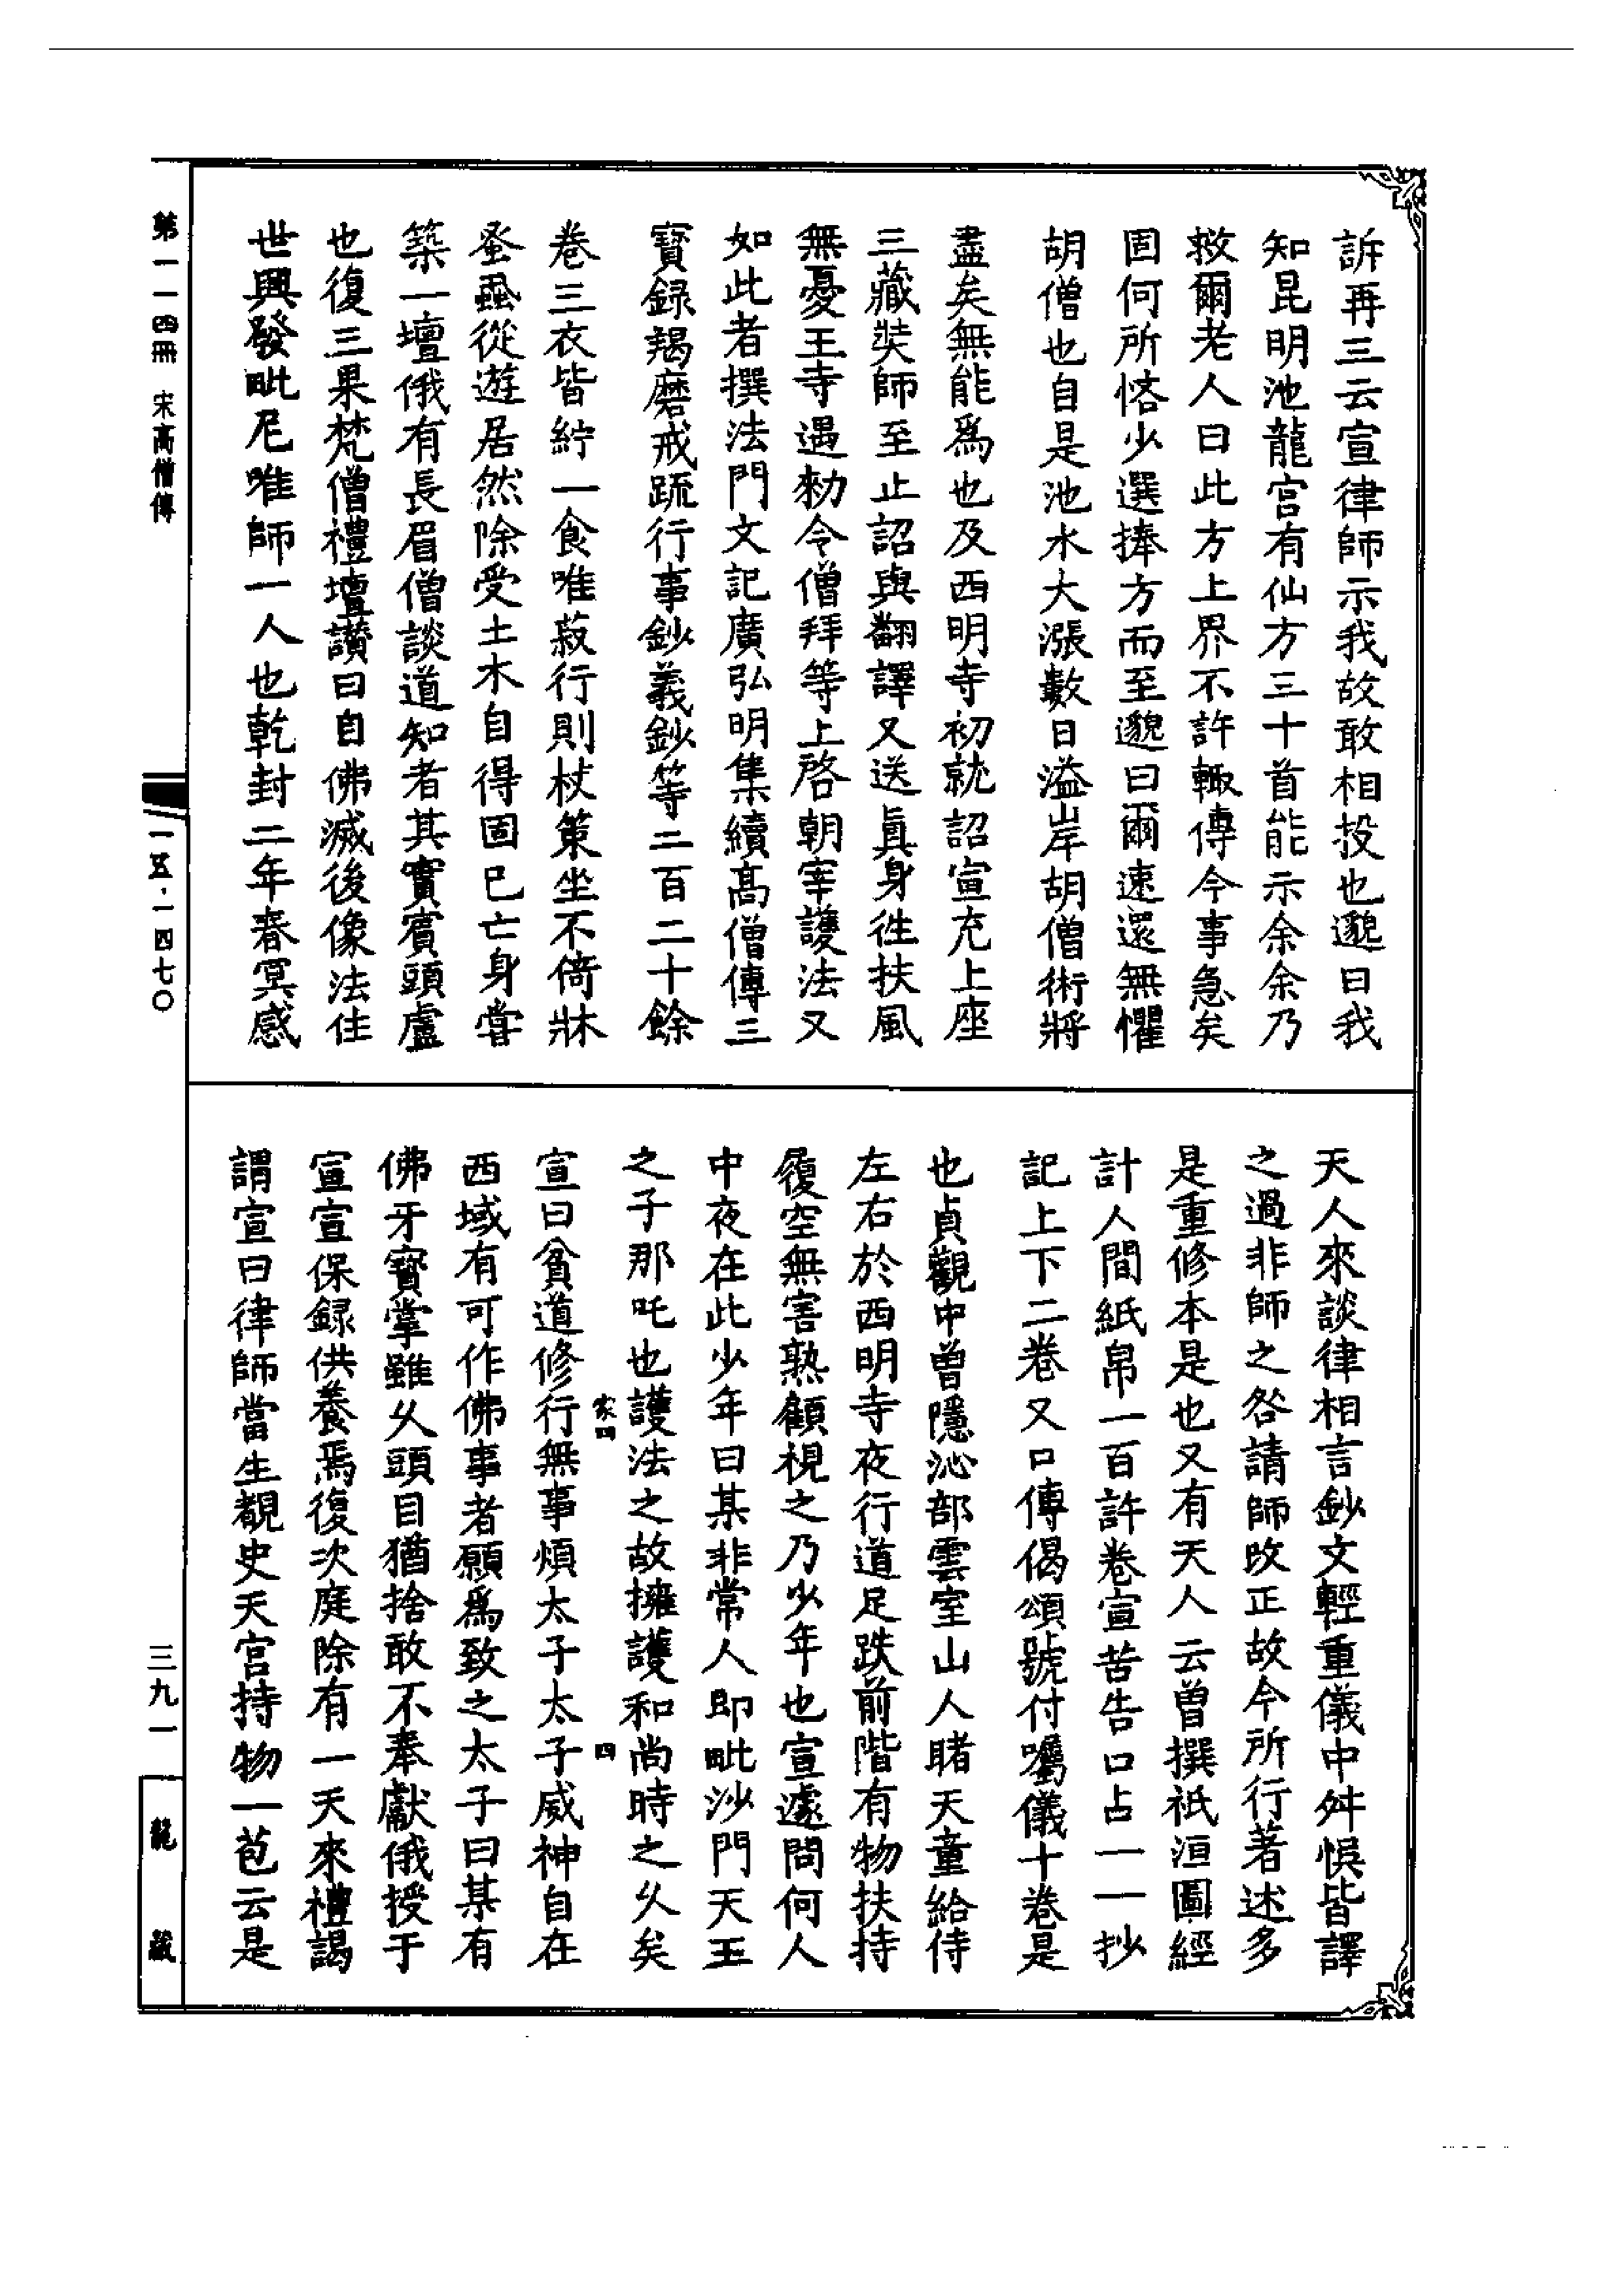 訴再三云宣律師示我故敢相投也邈曰我
知昆明池龍宮有仙方三十首能示余余乃
救爾老人曰此方上界不許輙傳今事急矣
固何所悋少選捧方而至邈曰爾速還無懼
胡僧也自是池水大漲數日溢岸胡僧術將
盡矣無能爲也及西明寺初就詔宣充上座
三藏奘師至止詔與翻譯又送眞身徃扶風
無憂王寺遇勑令僧拜等上啓朝宰護法又
如此者撰法門文記廣弘明集續高僧傳三
寶録羯磨戒䟽行事鈔義鈔等二百二十餘
卷三衣皆紵一食唯菽行則杖策坐不倚牀
蚤蝨從遊居然除受土木自得固已亡身嘗
築一壇俄有長眉僧談道知者其實賓頭盧
也復三果梵僧禮壇讚曰自佛滅後像法住
世興發毗尼唯師一人也乾封二年春冥感
天人來談律相言鈔文輕重儀中舛悞皆譯
之過非師之咎請師改正故今所行著述多
是重修本是也又有天人云曾撰祇洹圖經
計人間紙帛一百許卷宣苦告口占一一抄
記上下二卷又口傳偈頌號付囑儀十卷是
也貞觀中曾隱沁部雲室山人睹天童給侍
左右於西明寺夜行道足跌前階有物扶持
履空無害熟顧視之乃少年也宣遽問何人
中夜在此少年曰某非常人即毗沙門天王
之子那吒也護法之故擁護和尚時之乆矣
宣曰貧道修行無事煩太子太子威神自在
西域有可作佛事者願爲致之太子曰某有
佛牙寶掌雖乆頭目猶捨敢不奉獻俄授于
宣宣保録供養焉復次庭除有一天來禮謁
謂宣曰律師當生覩史天宮持物一苞云是
家四
四
第一一四冊 宋高僧傳
一五·一四七〇
三九一
龍藏